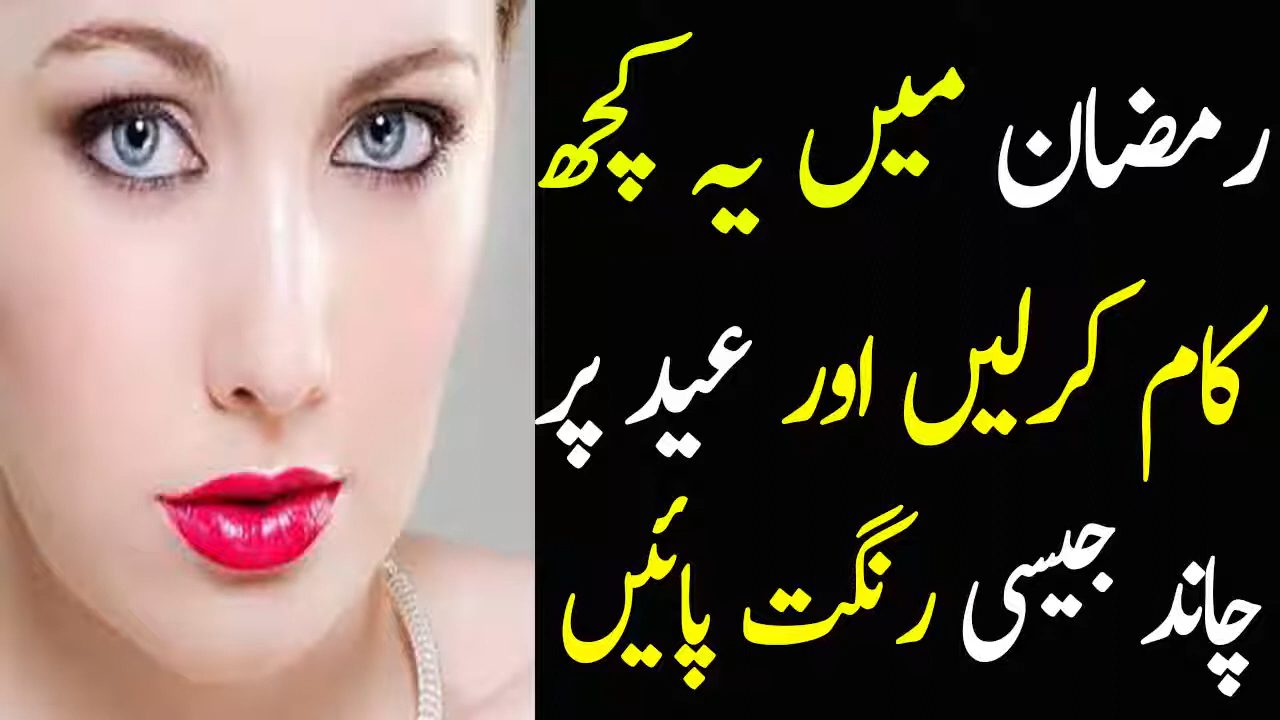 رمضان میں یہ کچھ
کام کرلیں اور عید پر
چاند جیسی رنگت پائیں